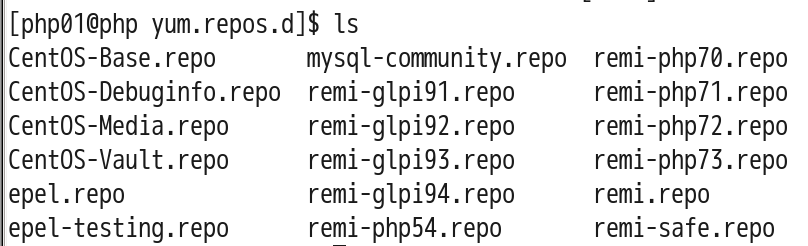 [php01@php yum.repos.d]$ ls
CentOS-Base.repo       mysql-community.repo  remi-php70.repo
CentOS-Debuginfo.repo  remi-glpi91.repo      remi-php71.repo
CentOS-Media.repo      remi-glpi92.repo      remi-php72.repo
CentOS-Vault.repo      remi-glpi93.repo      remi-php73.repo
epel.repo              remi-glpi94.repo      remi.repo
epel-testing.repo      remi-php54.repo       remi-safe.repo